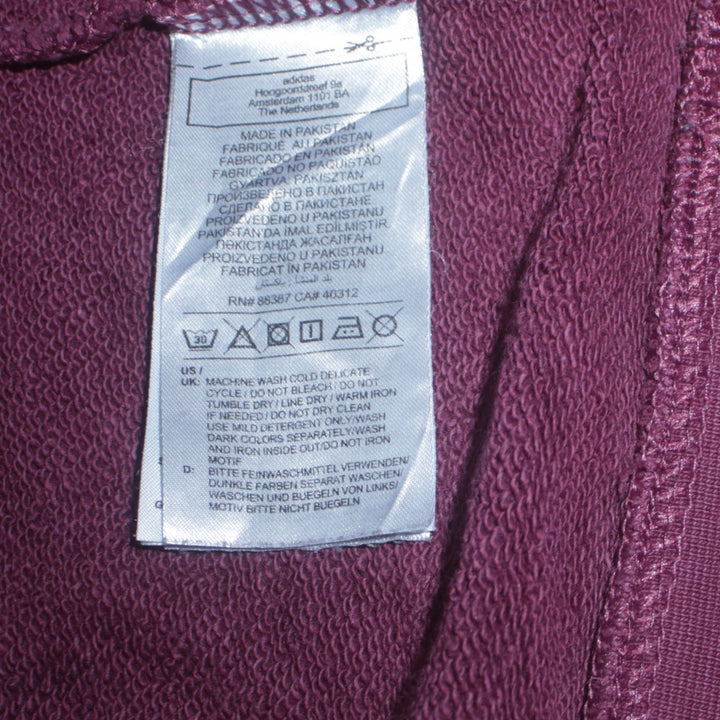 adidas
Hoogoorddreef 9a
Amsterdam 1101 BA
The Netherlands
MADE IN PAKISTAN
FABRIQUÉ AU PAKISTAN
FABRICADO EN PAKISTÁN
FABRICADO NO PAQUISTÃO
GYÁRTVA: PAKISZTÁN
ПРОИЗВЕДЕНО В ПАКИСТАН
СДЕЛАНО В ПАКИСТАНЕ
PROIZVEDENO U PAKISTANU
PAKISTAN'DA IMAL EDİLMİŞTİR
ПӘКІСТАНДА ЖАСАЛҒАН
PROIZVEDENO U PAKISTANU
FABRICAT ÎN PAKISTAN
بلد المنشأ: باكستان
RN# 88387 CA# 40312
30
US /
UK: MACHINE WASH COLD DELICATE
CYCLE / DO NOT BLEACH / DO NOT
TUMBLE DRY / LINE DRY / WARM IRON
IF NEEDED / DO NOT DRY CLEAN
USE MILD DETERGENT ONLY/WASH
DARK COLORS SEPARATELY/WASH
AND IRON INSIDE OUT/DO NOT IRON
MOTIF
D: BITTE FEINWASCHMITTEL VERWENDEN/
DUNKLE FARBEN SEPARAT WASCHEN/
WASCHEN UND BUEGELN VON LINKS/
MOTIV BITTE NICHT BUEGELN